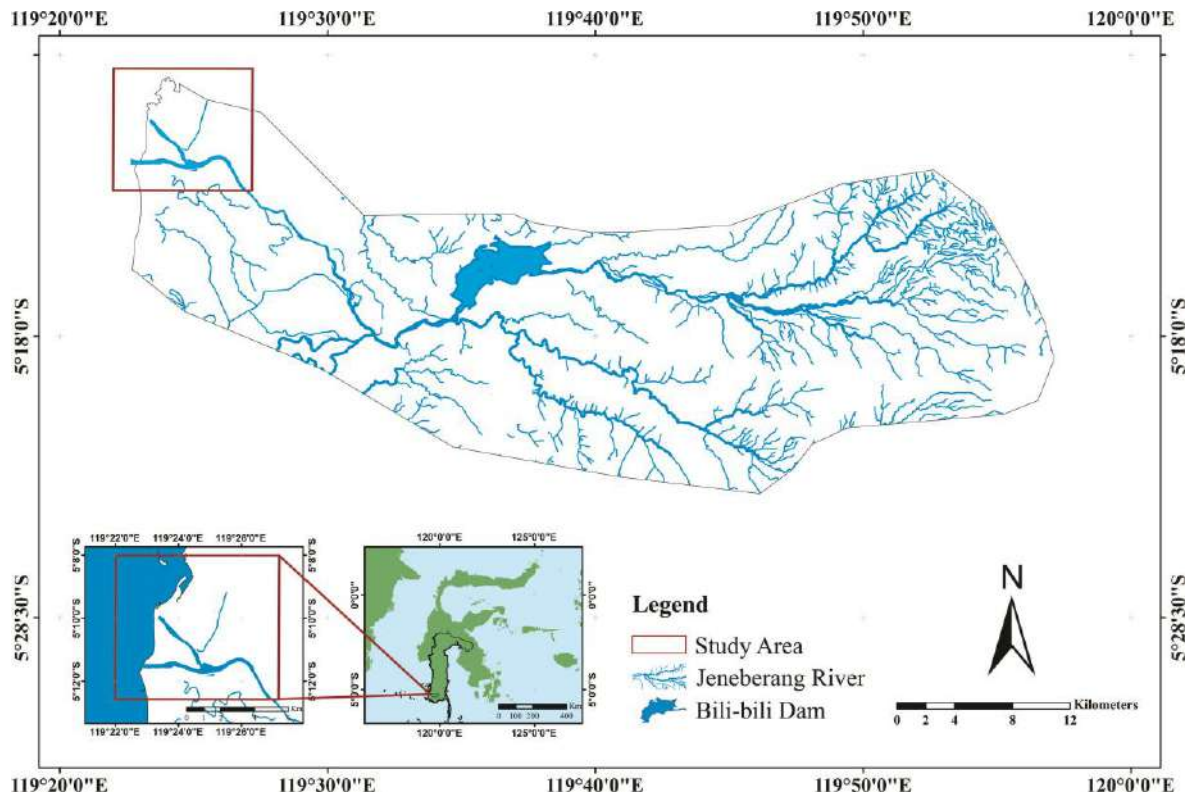 119°20'0"E 119°30'0"E 119°40'0"E 119°50'0"E 120°0'0"E
5°18'0"S 5°18'0"S
119°22'0"E 119°24'0"E 119°26'0"E
120°0'0"E 125°0'0"E
5°8'0"S 5°8'0"S
0°0'0" 0°0'0"
5°10'0"S 5°10'0"S
5°12'0"S 5°12'0"S
5°0'0"S 5°0'0"S
Km
0 100 200 400
Km
119°22'0"E 119°24'0"E 119°26'0"E
120°0'0"E 125°0'0"E
5°28'30"S 5°28'30"S
Legend
Study Area
Jeneberang River
Bili-bili Dam
N
0 2 4 8 12
Kilometers
119°20'0"E 119°30'0"E 119°40'0"E 119°50'0"E 120°0'0"E